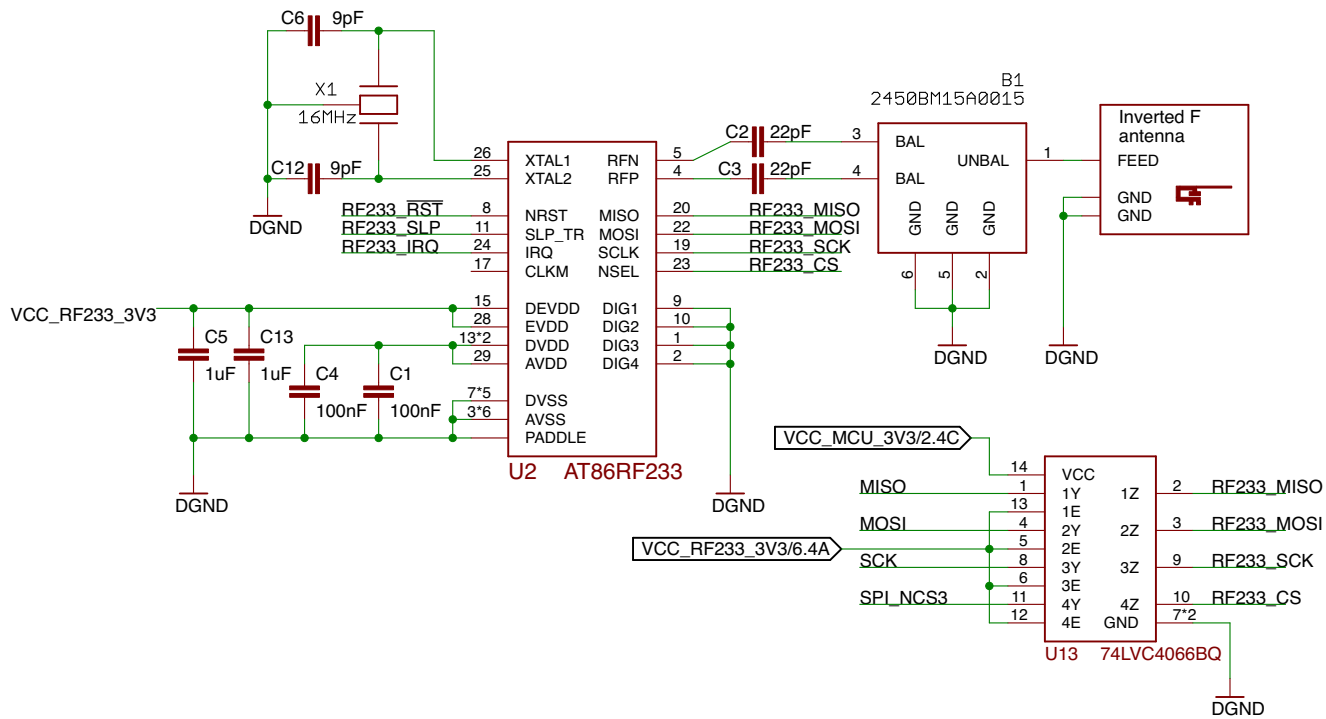 C6 9pF
X1
16MHz
C12 9pF
DGND
26 XTAL1 RFN 5
25 XTAL2 RFP 4
RF233_RST 8 NRST MISO 20 RF233_MISO
RF233_SLP 11 SLP_TR MOSI 22 RF233_MOSI
RF233_IRQ 24 IRQ SCLK 19 RF233_SCK
17 CLKM NSEL 23 RF233_CS
VCC_RF233_3V3
15 DEVDD DIG1 9
28 EVDD DIG2 10
13*2 DVDD DIG3 1
29 AVDD DIG4 2
7*5 DVSS
3*6 AVSS
PADDLE
U2 AT86RF233
C5
1uF
C13
1uF
C4
100nF
C1
100nF
DGND
DGND
C2 22pF
C3 22pF
B1
2450BM15A0015
3 BAL
UNBAL 1
4 BAL
GND GND GND
6 5 2
DGND
Inverted F
antenna
FEED
GND
GND
DGND
VCC_MCU_3V3/2.4C
VCC_RF233_3V3/6.4A
14 VCC
MISO 1 1Y 1Z 2 RF233_MISO
13 1E
MOSI 4 2Y 2Z 3 RF233_MOSI
5 2E
SCK 8 3Y 3Z 9 RF233_SCK
6 3E
SPI_NCS3 11 4Y 4Z 10 RF233_CS
12 4E GND 7*2
U13 74LVC4066BQ
DGND